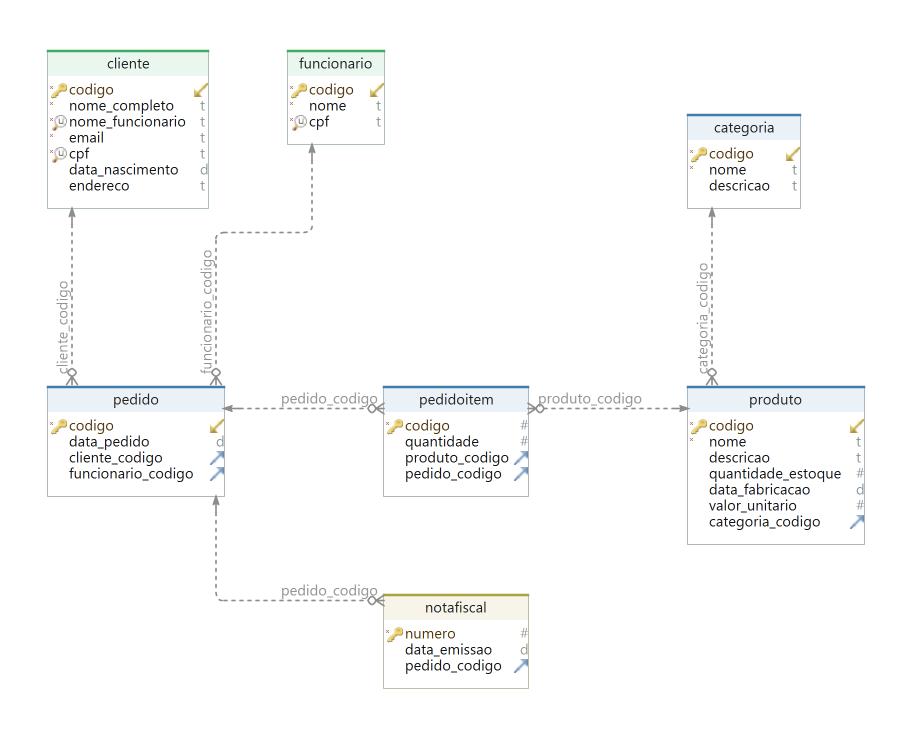 cliente
codigo
nome_completo t
nome_funcionario t
email t
cpf t
data_nascimento d
endereco t
funcionario
codigo
nome t
cpf t
categoria
codigo
nome t
descricao t
cliente_codigo
funcionario_codigo
categoria_codigo
pedido
codigo
data_pedido d
cliente_codigo
funcionario_codigo
pedido_codigo
pedidoitem
codigo #
quantidade #
produto_codigo
pedido_codigo
produto_codigo
produto
codigo
nome t
descricao t
quantidade_estoque #
data_fabricacao d
valor_unitario #
categoria_codigo
pedido_codigo
notafiscal
numero #
data_emissao d
pedido_codigo